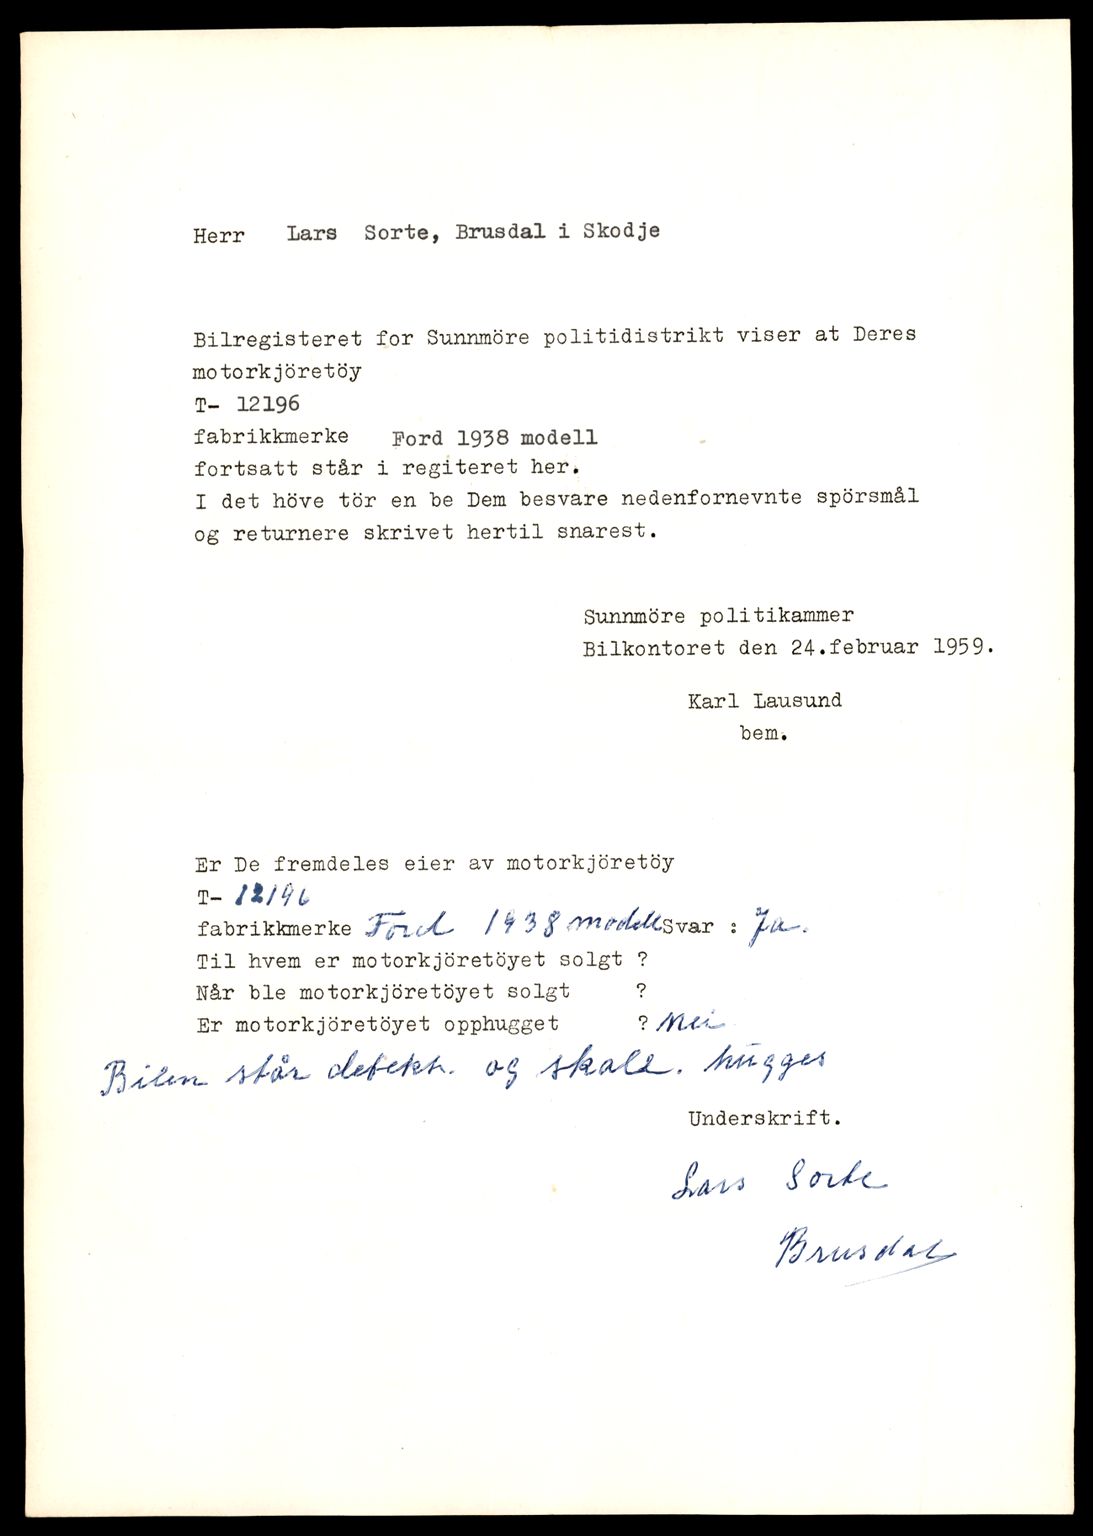 Herr Lars Sorte, Brusdal i Skodje
Bilregisteret for Sunnmöre politidistrikt viser at Deres
motorkjöretöy
T- 12196
fabrikkmerke Ford 1938 modell
fortsatt står i regiteret her.
I det höve tör en be Dem besvare nedenfornevnte spörsmål
og returnere skrivet hertil snarest.
Sunnmöre politikammer
Bilkontoret den 24.februar 1959.
Karl Lausund
bem.
Er De fremdeles eier av motorkjöretöy
T- 12196
fabrikkmerke Ford 1938 modell Svar : Ja.
Til hvem er motorkjöretöyet solgt ?
Når ble motorkjöretöyet solgt ?
Er motorkjöretöyet opphugget ? Nei
Bilen står defekt. og skale. hugges
Underskrift.
Lars Sorte
Brusdal